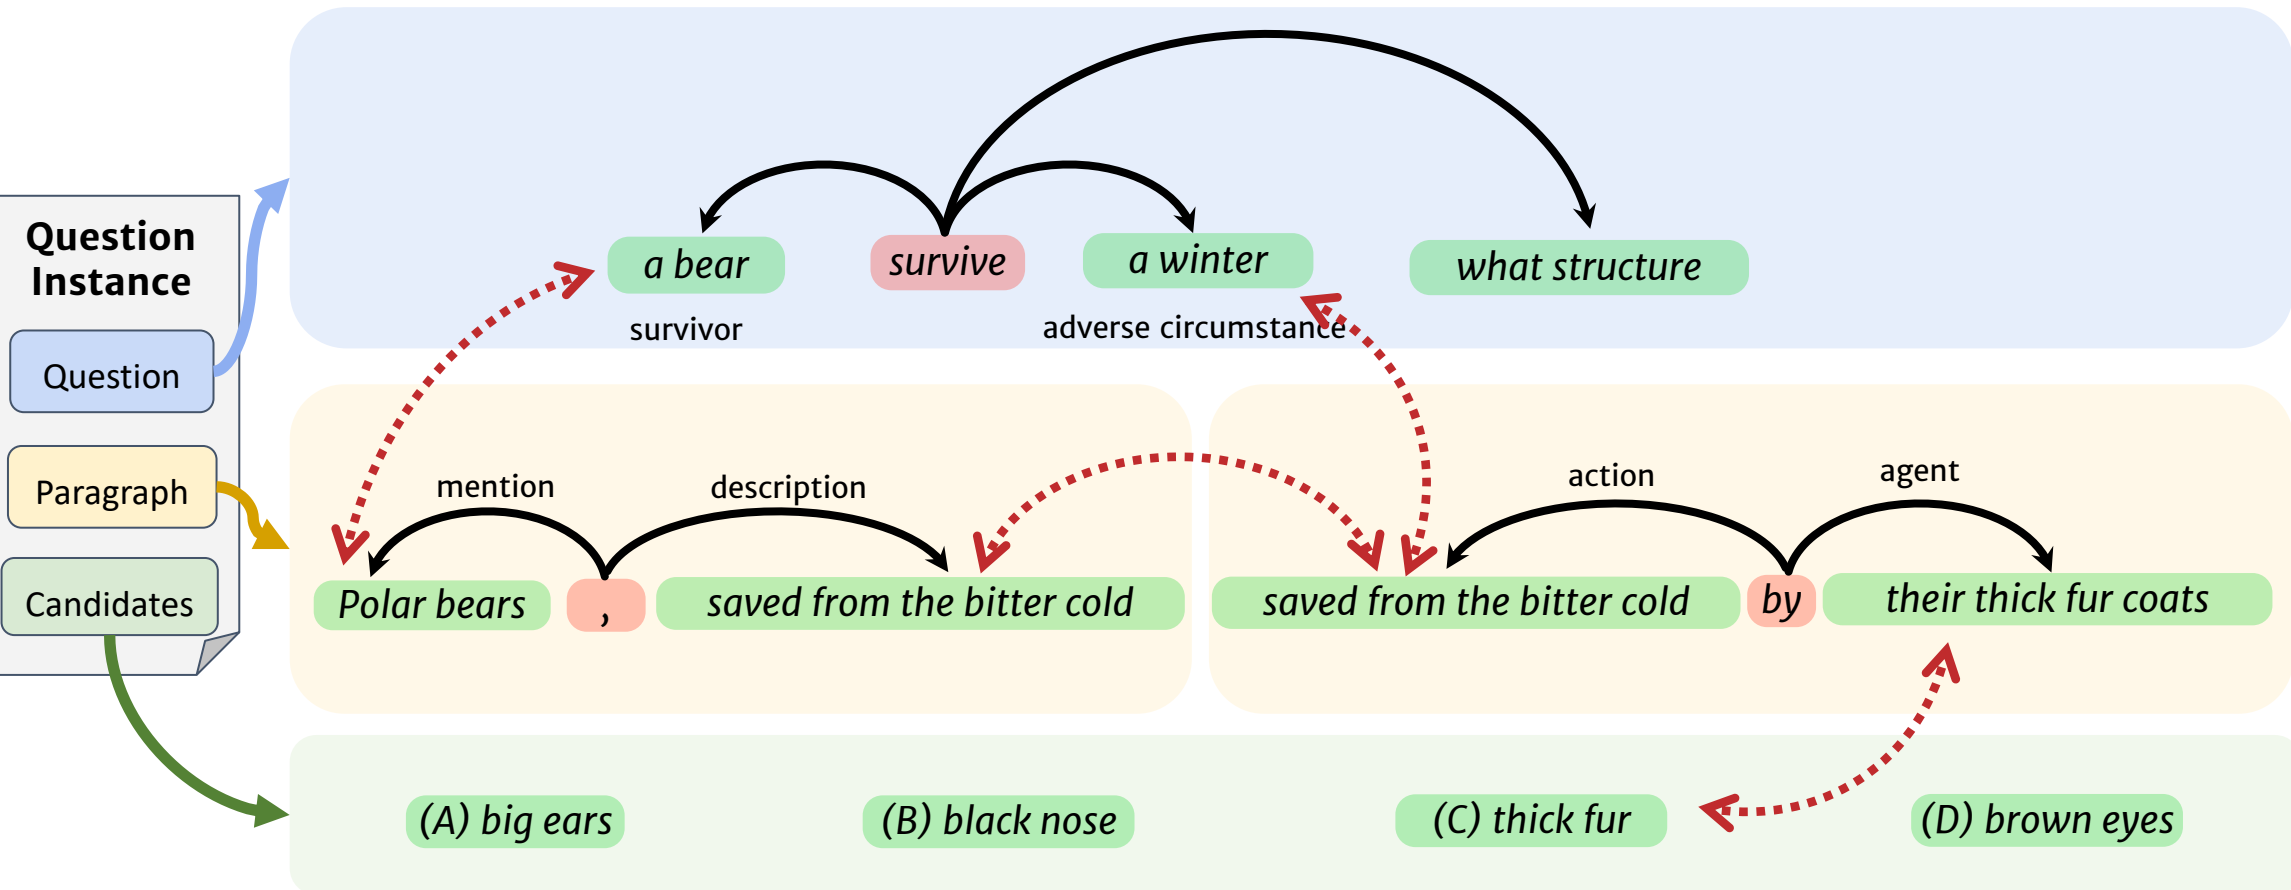 Question
Instance
Question
Paragraph
Candidates
a bear survive a winter what structure
survivor adverse circumstance
mention description action agent
Polar bears , saved from the bitter cold saved from the bitter cold by their thick fur coats
(A) big ears (B) black nose (C) thick fur (D) brown eyes